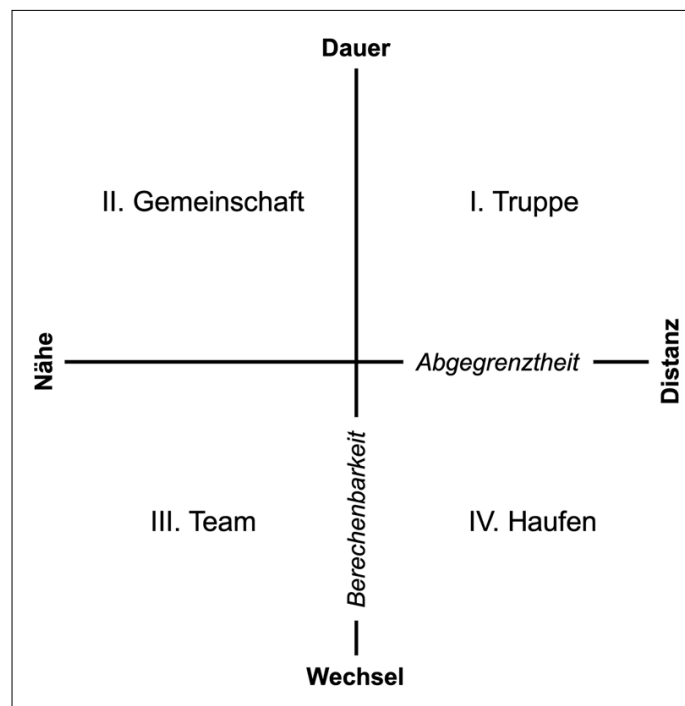 Dauer
II. Gemeinschaft
I. Truppe
Nähe
Abgegrenztheit
Distanz
Berechenbarkeit
III. Team
IV. Haufen
Wechsel